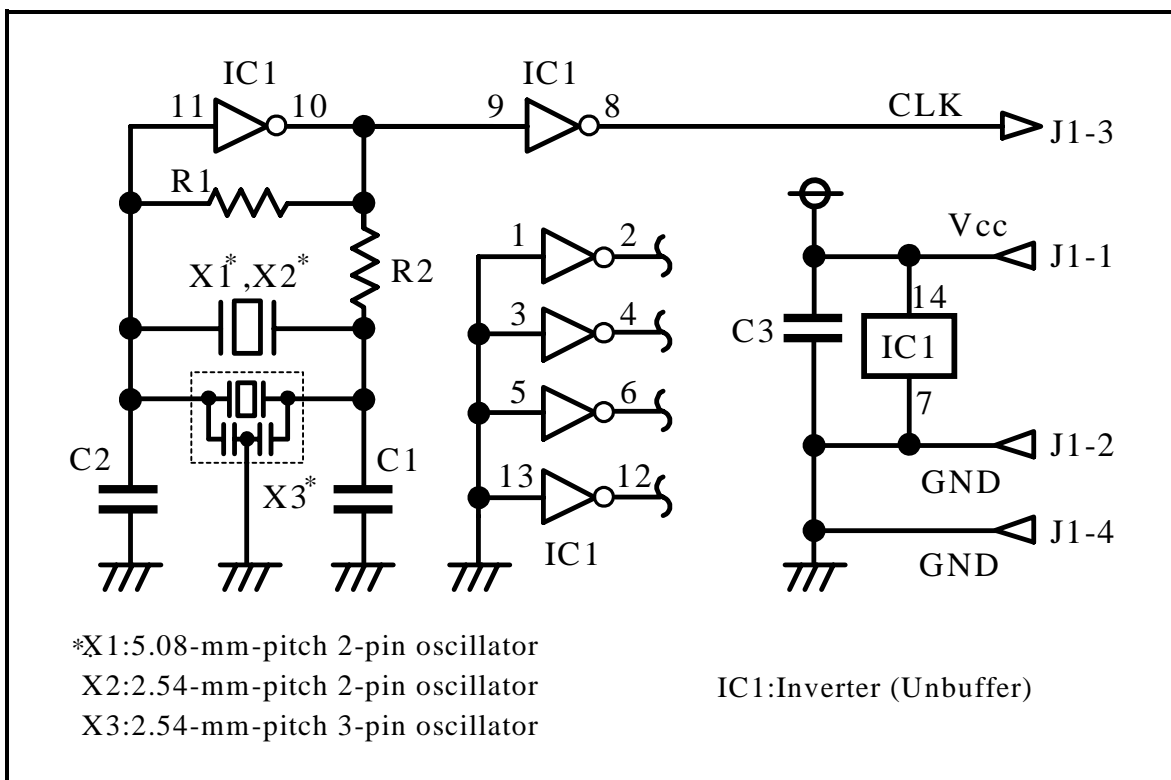 IC1
IC1
11
10
9
8
CLK
J1-3
R1
1
2
Vcc
J1-1
X1*,X2*
R2
14
3
4
C3
IC1
5
6
7
C2
C1
J1-2
X3*
13
12
GND
IC1
J1-4
GND
*X1:5.08-mm-pitch 2-pin oscillator
X2:2.54-mm-pitch 2-pin oscillator
IC1:Inverter (Unbuffer)
X3:2.54-mm-pitch 3-pin oscillator